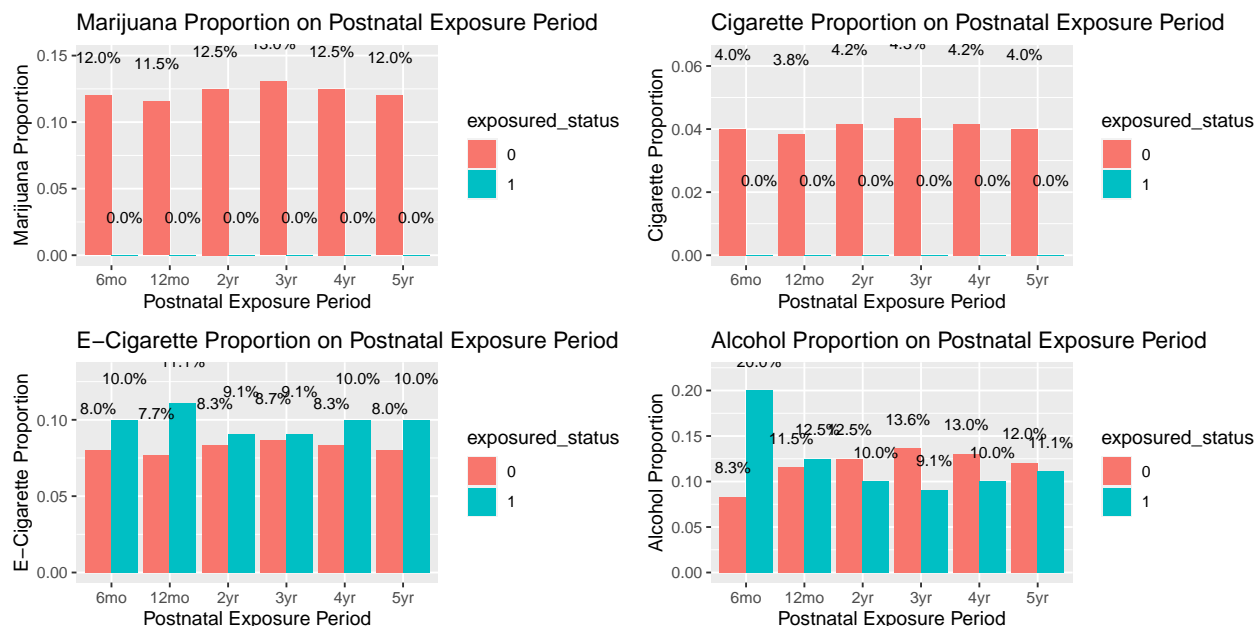 Marijuana Proportion on Postnatal Exposure Period
Marijuana Proportion
0.15
0.10
0.05
0.00
12.0% 11.5% 12.5% 13.0% 12.5% 12.0%
0.0% 0.0% 0.0% 0.0% 0.0% 0.0%
6mo 12mo 2yr 3yr 4yr 5yr
Postnatal Exposure Period
exposured_status
0
1
Cigarette Proportion on Postnatal Exposure Period
Cigarette Proportion
0.06
0.04
0.02
0.00
4.0% 3.8% 4.2% 4.3% 4.2% 4.0%
0.0% 0.0% 0.0% 0.0% 0.0% 0.0%
6mo 12mo 2yr 3yr 4yr 5yr
Postnatal Exposure Period
exposured_status
0
1
E−Cigarette Proportion on Postnatal Exposure Period
E−Cigarette Proportion
0.10
0.05
0.00
8.0% 10.0% 7.7% 11.1% 8.3% 9.1% 8.7% 9.1% 8.3% 10.0% 8.0% 10.0%
6mo 12mo 2yr 3yr 4yr 5yr
Postnatal Exposure Period
exposured_status
0
1
Alcohol Proportion on Postnatal Exposure Period
Alcohol Proportion
0.20
0.15
0.10
0.05
0.00
8.3% 20.0% 11.5% 12.5% 12.5% 10.0% 13.6% 9.1% 13.0% 10.0% 12.0% 11.1%
6mo 12mo 2yr 3yr 4yr 5yr
Postnatal Exposure Period
exposured_status
0
1